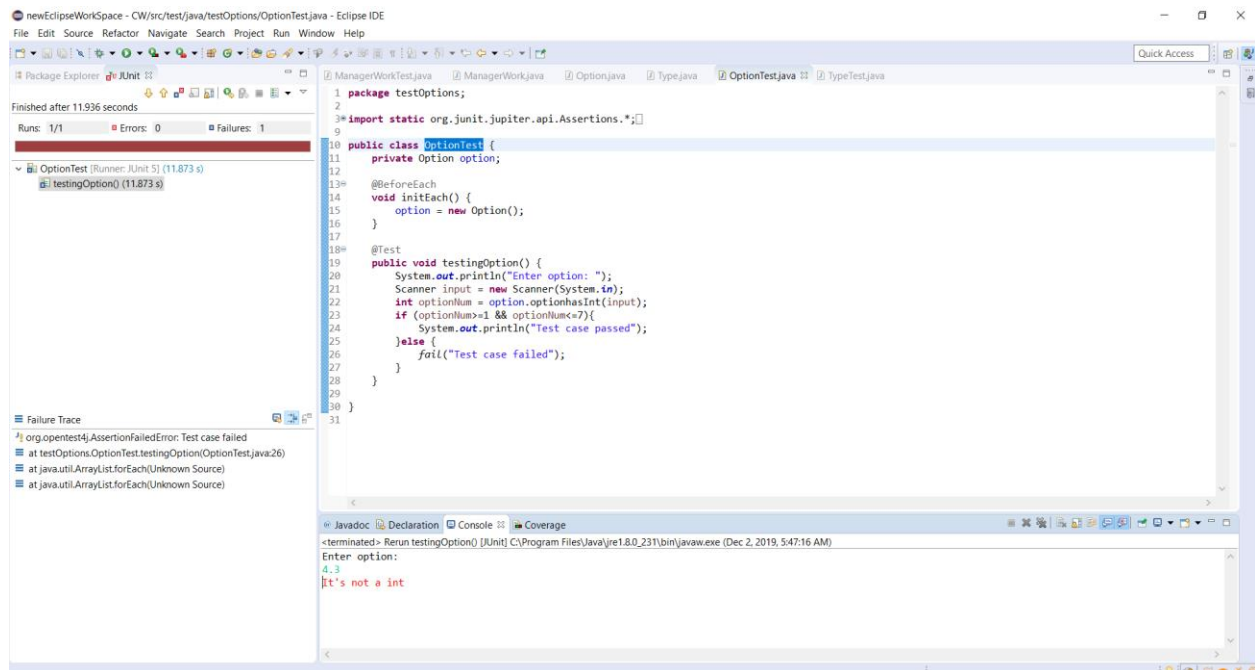 newEclipseWorkSpace - CW/src/test/java/testOptions/OptionTest.java - Eclipse IDE
File Edit Source Refactor Navigate Search Project Run Window Help
Quick Access
Package Explorer JUnit
Finished after 11.936 seconds
Runs: 1/1 Errors: 0 Failures: 1
OptionTest [Runner: JUnit 5] (11.873 s)
testingOption() (11.873 s)
Failure Trace
org.opentest4j.AssertionFailedError: Test case failed
at testOptions.OptionTest.testingOption(OptionTest.java:26)
at java.util.ArrayList.forEach(Unknown Source)
at java.util.ArrayList.forEach(Unknown Source)
ManagerWorkTest.java ManagerWork.java Option.java Type.java OptionTest.java TypeTest.java
1 package testOptions;
2
3 import static org.junit.jupiter.api.Assertions.*;
9
10 public class OptionTest {
11 private Option option;
12
13 @BeforeEach
14 void initEach() {
15 option = new Option();
16 }
17
18 @Test
19 public void testingOption() {
20 System.out.println("Enter option: ");
21 Scanner input = new Scanner(System.in);
22 int optionNum = option.optionhasInt(input);
23 if (optionNum>=1 && optionNum<=7){
24 System.out.println("Test case passed");
25 }else {
26 fail("Test case failed");
27 }
28 }
29
30 }
31
Javadoc Declaration Console Coverage
<terminated> Rerun testingOption() [JUnit] C:\Program Files\Java\jre1.8.0_231\bin\javaw.exe (Dec 2, 2019, 5:47:16 AM)
Enter option:
4.3
It's not a int